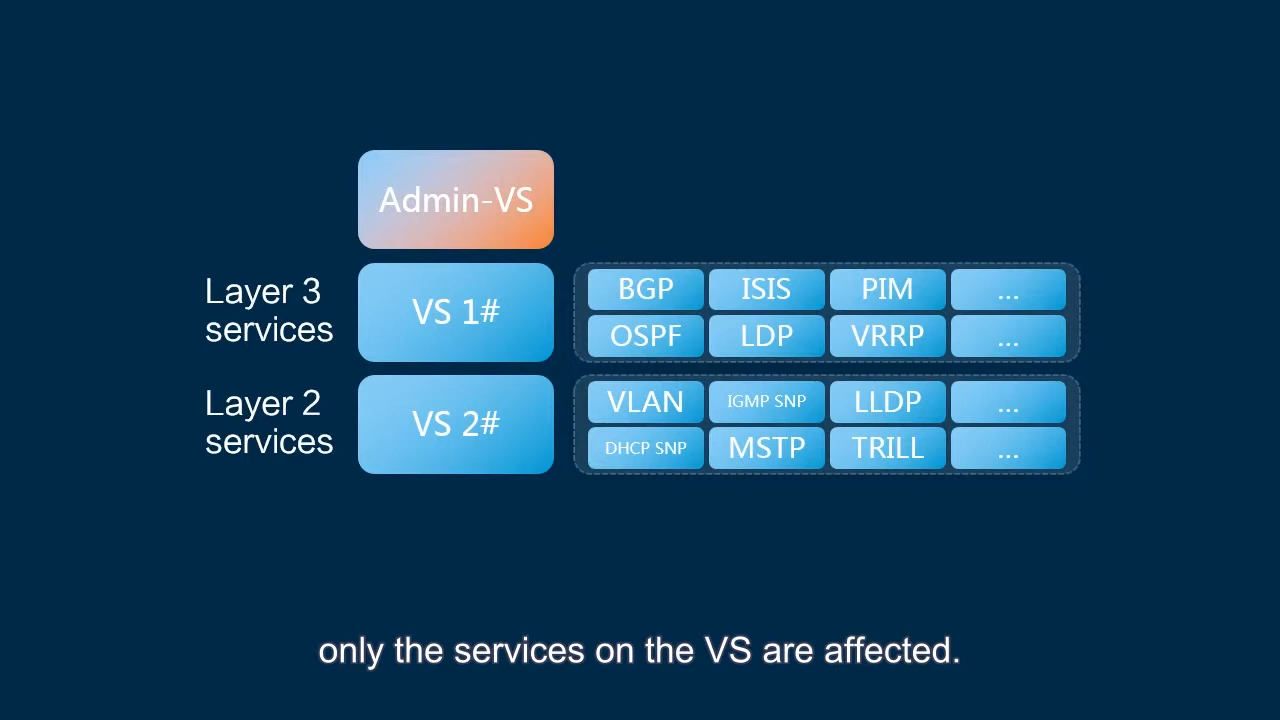 Admin-VS
Layer 3
services
VS 1#
BGP ISIS PIM ...
OSPF LDP VRRP ...
Layer 2
services
VS 2#
VLAN IGMP SNP LLDP ...
DHCP SNP MSTP TRILL ...
only the services on the VS are affected.